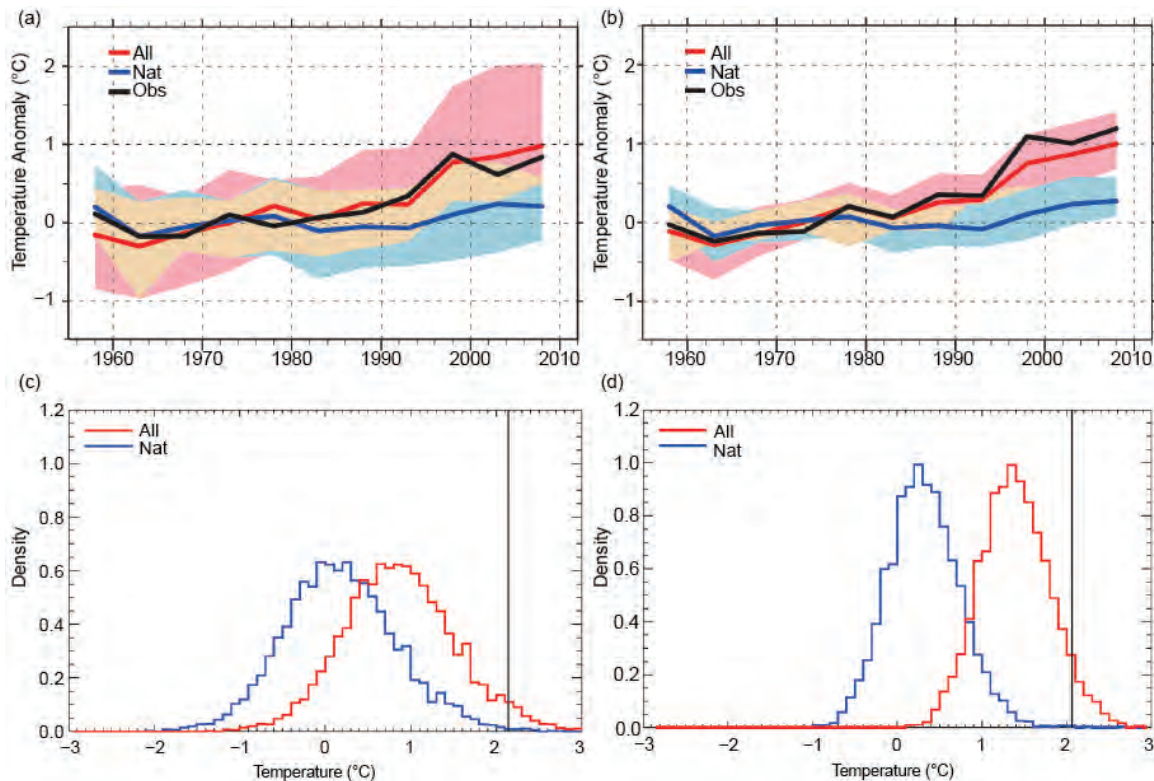 (a)
Temperature Anomaly (°C)
2
1
0
−1
All
Nat
Obs
1960 1970 1980 1990 2000 2010
(b)
Temperature Anomaly (°C)
2
1
0
−1
All
Nat
Obs
1960 1970 1980 1990 2000 2010
(c)
Density
1.2
1.0
0.8
0.6
0.4
0.2
0.0
All
Nat
−3 −2 −1 0 1 2 3
Temperature (°C)
(d)
Density
1.2
1.0
0.8
0.6
0.4
0.2
0.0
All
Nat
−3 −2 −1 0 1 2 3
Temperature (°C)